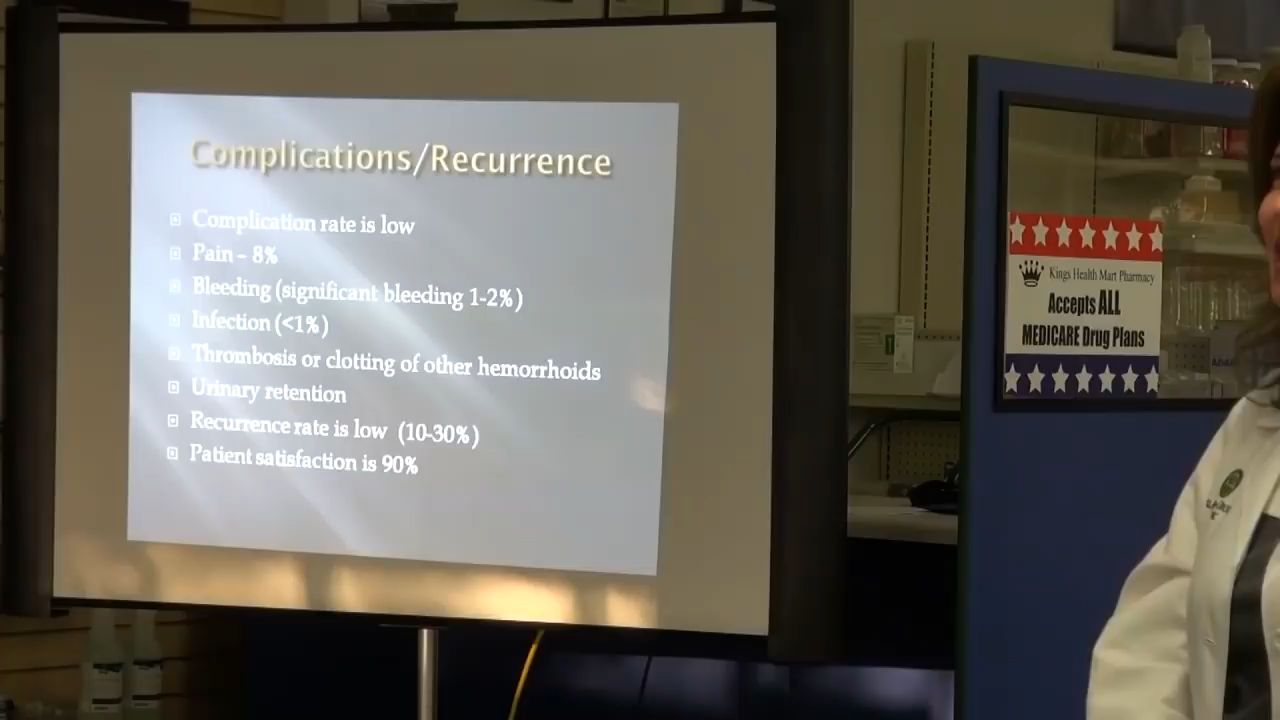 Complications/Recurrence
Complication rate is low
Pain – 8%
Bleeding (significant bleeding 1-2%)
Infection (<1%)
Thrombosis or clotting of other hemorrhoids
Urinary retention
Recurrence rate is low (10-30%)
Patient satisfaction is 90%
Kings Health Mart Pharmacy
Accepts ALL
MEDICARE Drug Plans